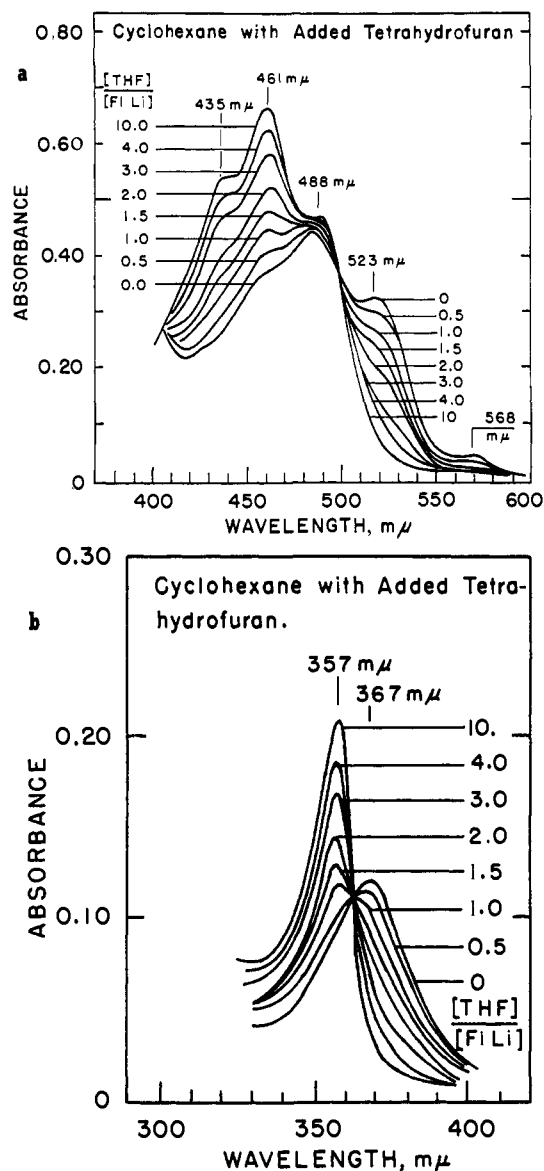 Cyclohexane with Added Tetrahydrofuran
a
[THF]
[Fl Li]
10.0
4.0
3.0
2.0
1.5
1.0
0.5
0.0
435 mμ
461 mμ
488 mμ
523 mμ
568
mμ
0
0.5
1.0
1.5
2.0
3.0
4.0
10
0.80
0.60
0.40
0.20
0
ABSORBANCE
400
450
500
550
600
WAVELENGTH, mμ
b
Cyclohexane with Added Tetra-
hydrofuran.
357 mμ
367 mμ
10.
4.0
3.0
2.0
1.5
1.0
0.5
0
[THF]
[Fl Li]
0.30
0.20
0.10
0
ABSORBANCE
300
350
400
WAVELENGTH, mμ